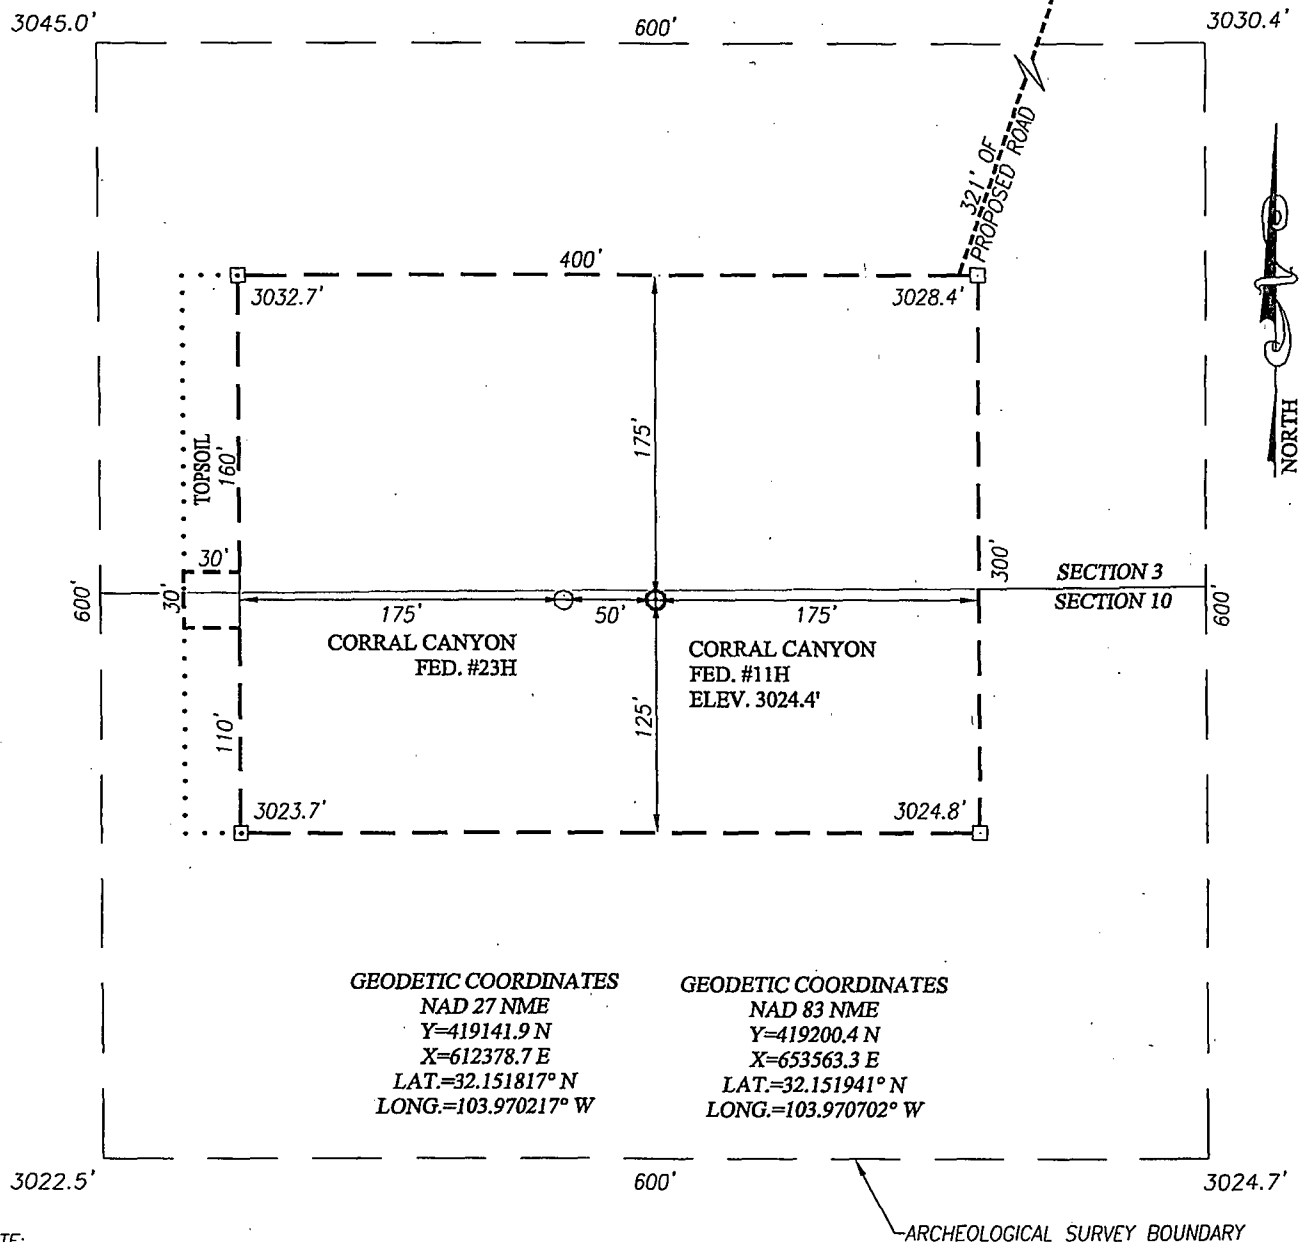 3045.0'
600'
3030.4'
321' OF
PROPOSED ROAD
400'
3032.7'
3028.4'
NORTH
TOPSOIL
160'
175'
30'
30'
300'
SECTION 3
SECTION 10
600'
600'
175'
50'
175'
CORRAL CANYON
FED. #23H
CORRAL CANYON
FED. #11H
ELEV. 3024.4'
110'
125'
3023.7'
3024.8'
GEODETIC COORDINATES
NAD 27 NME
Y=419141.9 N
X=612378.7 E
LAT.=32.151817° N
LONG.=103.970217° W
GEODETIC COORDINATES
NAD 83 NME
Y=419200.4 N
X=653563.3 E
LAT.=32.151941° N
LONG.=103.970702° W
3022.5'
600'
3024.7'
ARCHEOLOGICAL SURVEY BOUNDARY
TE: